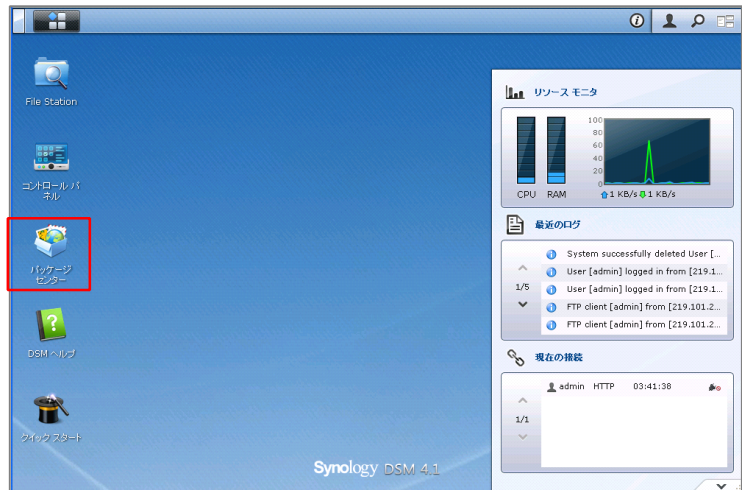 File Station
コントロール パ
ネル
パッケージ
センター
DSM ヘルプ
クイック スタート
Synology DSM 4.1
リソース モニタ
100
80
60
40
20
0
CPU
RAM
1 KB/s
1 KB/s
最近のログ
System successfully deleted User [...
User [admin] logged in from [219.1...
1/5
User [admin] logged in from [219.1...
FTP client [admin] from [219.101.2...
FTP client [admin] from [219.101.2...
現在の接続
admin HTTP 03:41:38
1/1